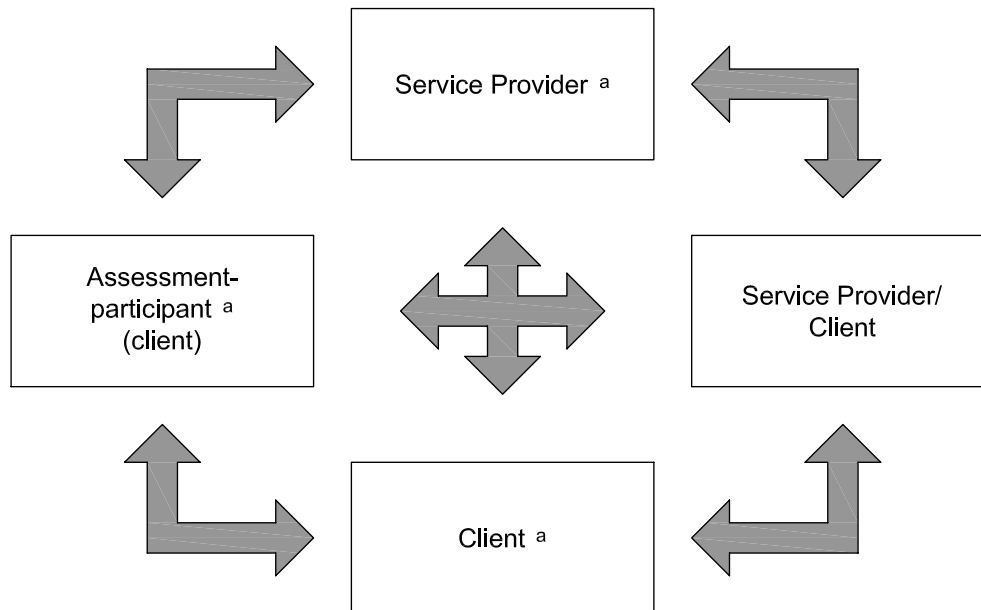 Service Provider a
Assessment-
participant a
(client)
Service Provider/
Client
Client a